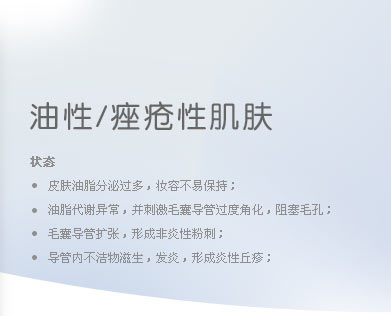 油性/痤疮性肌肤
状态
● 皮肤油脂分泌过多，妆容不易保持；
● 油脂代谢异常，并刺激毛囊导管过度角化，阻塞毛孔；
● 毛囊导管扩张，形成非炎性粉刺；
● 导管内不洁物滋生，发炎，形成炎性丘疹；